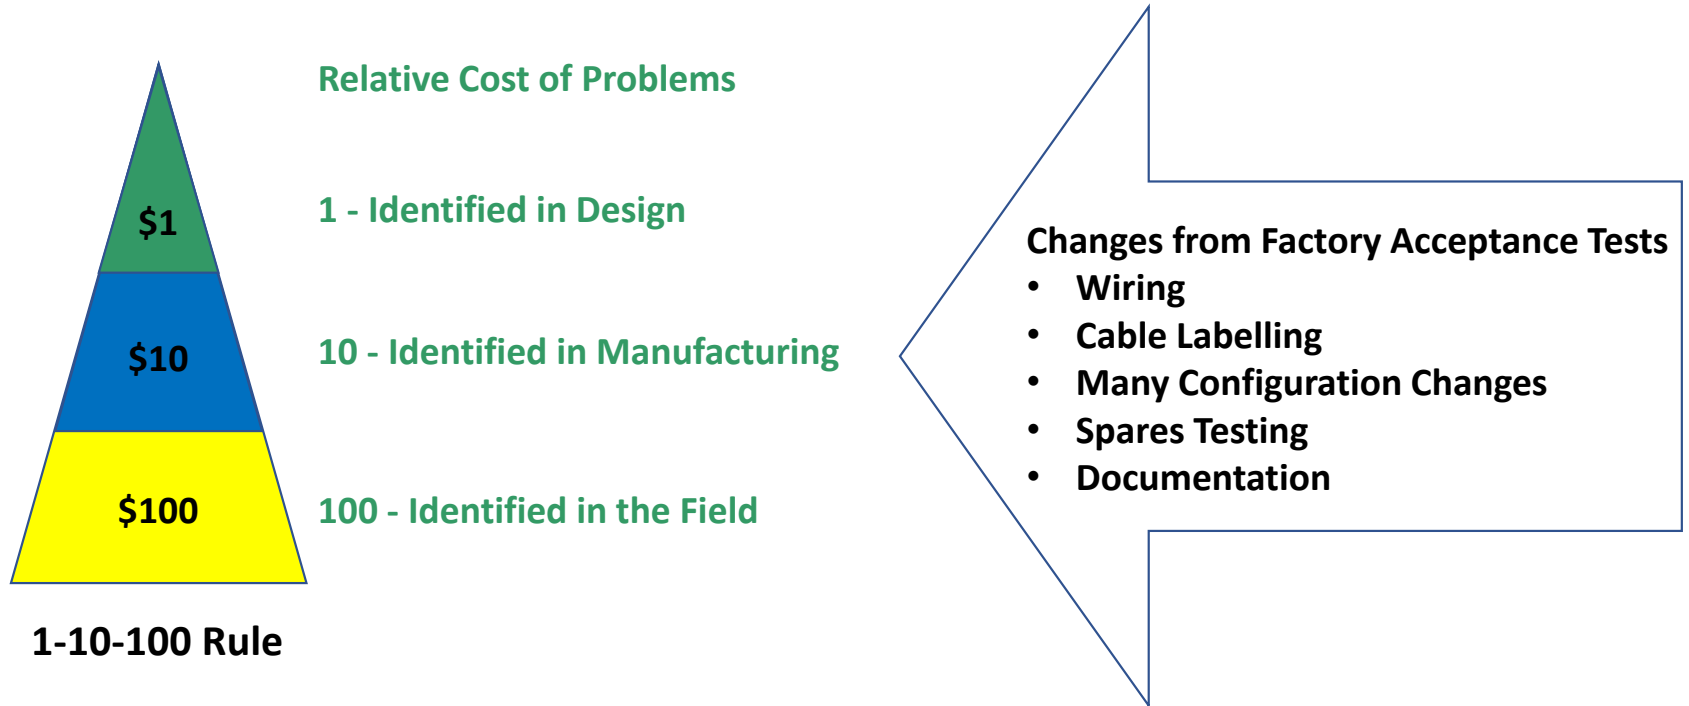 Relative Cost of Problems
$1
1 - Identified in Design
$10
10 - Identified in Manufacturing
$100
100 - Identified in the Field
1-10-100 Rule
Changes from Factory Acceptance Tests
• Wiring
• Cable Labelling
• Many Configuration Changes
• Spares Testing
• Documentation